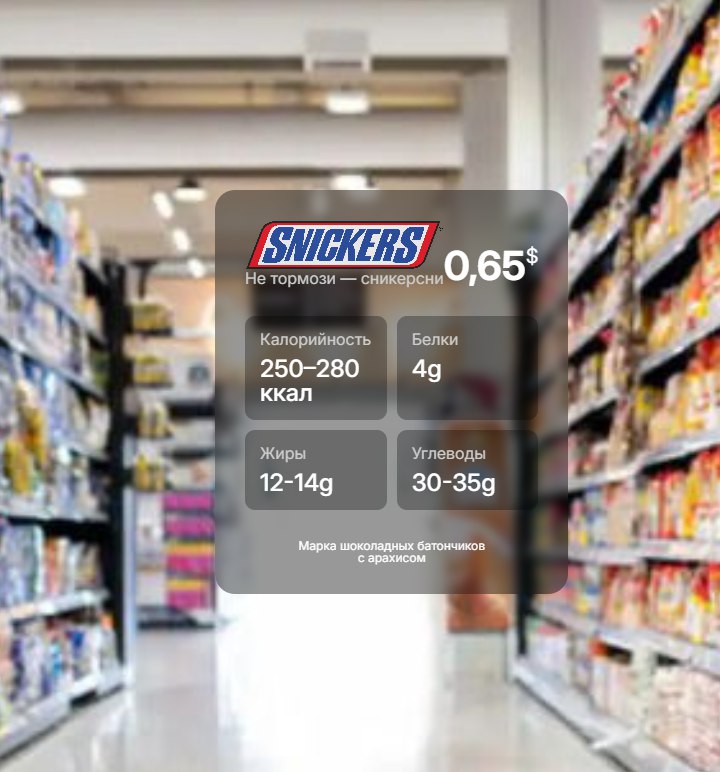 SNICKERS
Не тормози — сникерсни
0,65$
Калорийность
250–280
ккал
Белки
4g
Жиры
12-14g
Углеводы
30-35g
Марка шоколадных батончиков
с арахисом